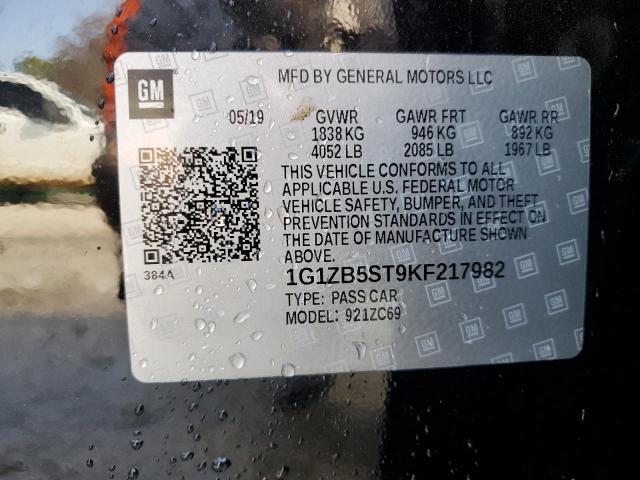 GM
MFD BY GENERAL MOTORS LLC
05/19 GVWR GAWR FRT GAWR RR
1838 KG 946 KG 892 KG
4052 LB 2085 LB 1967 LB
THIS VEHICLE CONFORMS TO ALL
APPLICABLE U.S. FEDERAL MOTOR
VEHICLE SAFETY, BUMPER, AND THEFT
PREVENTION STANDARDS IN EFFECT ON
THE DATE OF MANUFACTURE SHOWN
ABOVE.
384A
1G1ZB5ST9KF217982
TYPE: PASS CAR
MODEL: 921ZC69